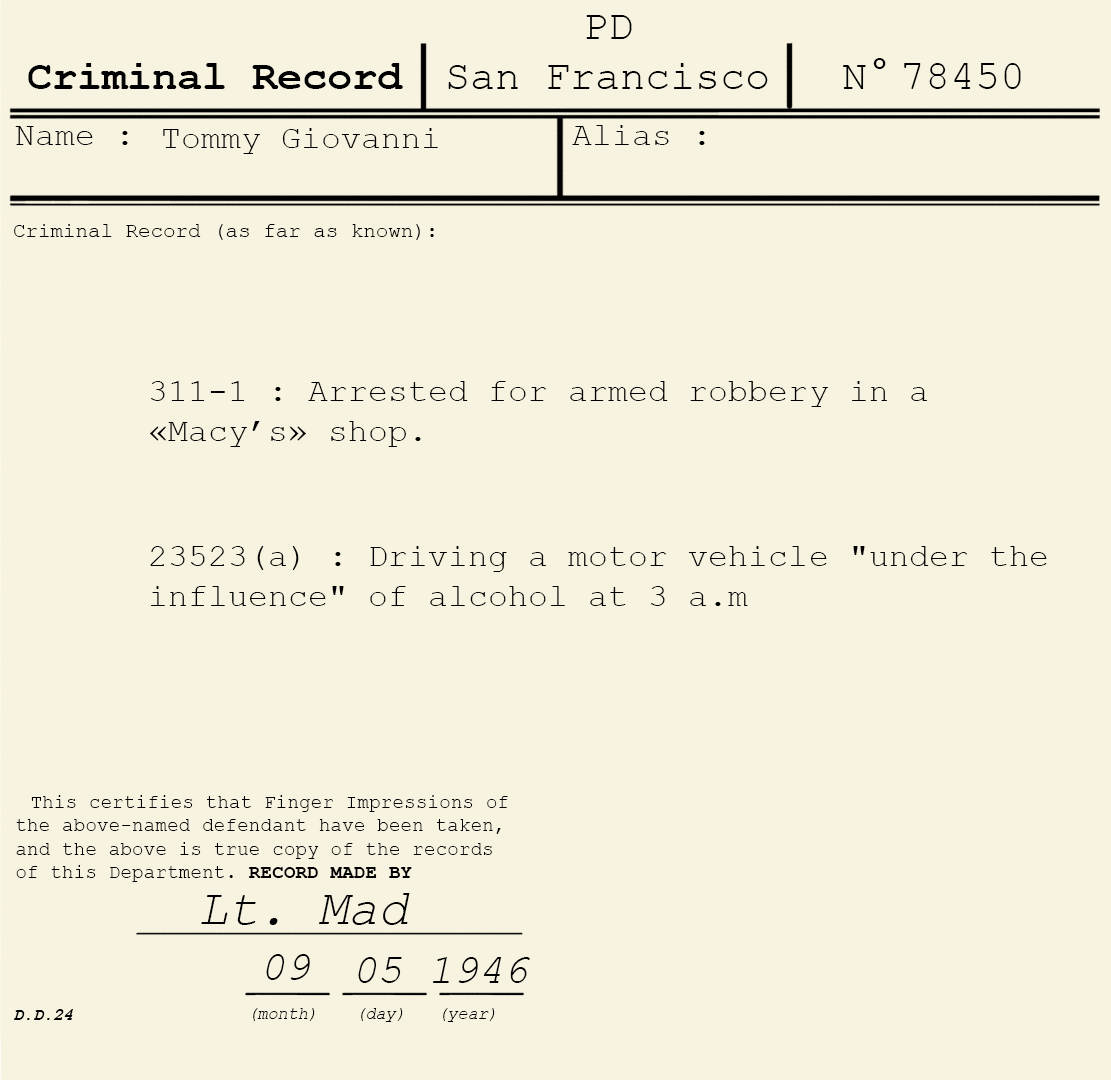 PD
Criminal Record San Francisco N° 78450
Name : Tommy Giovanni Alias :
Criminal Record (as far as known):
311-1 : Arrested for armed robbery in a
«Macy's» shop.
23523(a) : Driving a motor vehicle "under the
influence" of alcohol at 3 a.m
This certifies that Finger Impressions of
the above-named defendant have been taken,
and the above is true copy of the records
of this Department. RECORD MADE BY
Lt. Mad
09 05 1946
D.D.24 (month) (day) (year)